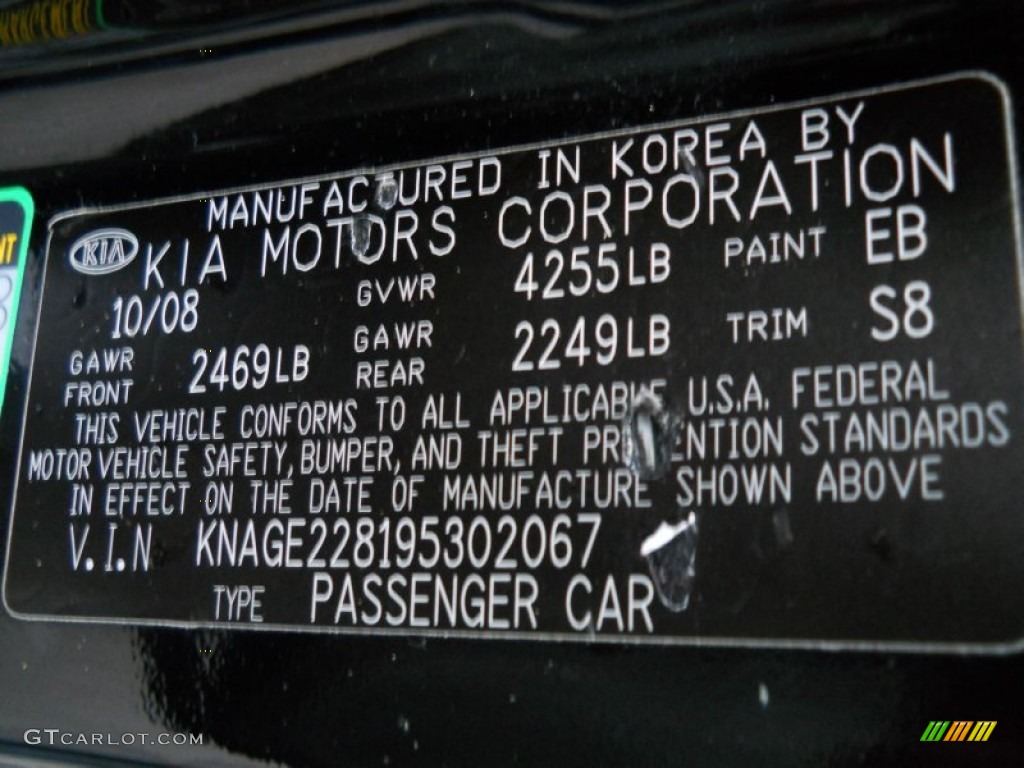 MANUFACTURED IN KOREA BY
KIA KIA MOTORS CORPORATION
10/08 GVWR 4255LB PAINT EB
GAWR FRONT 2469LB GAWR REAR 2249LB TRIM S8
THIS VEHICLE CONFORMS TO ALL APPLICABLE U.S.A. FEDERAL
MOTOR VEHICLE SAFETY, BUMPER, AND THEFT PREVENTION STANDARDS
IN EFFECT ON THE DATE OF MANUFACTURE SHOWN ABOVE
V.I.N KNAGE228195302067
TYPE PASSENGER CAR
GTCARLOT.COM